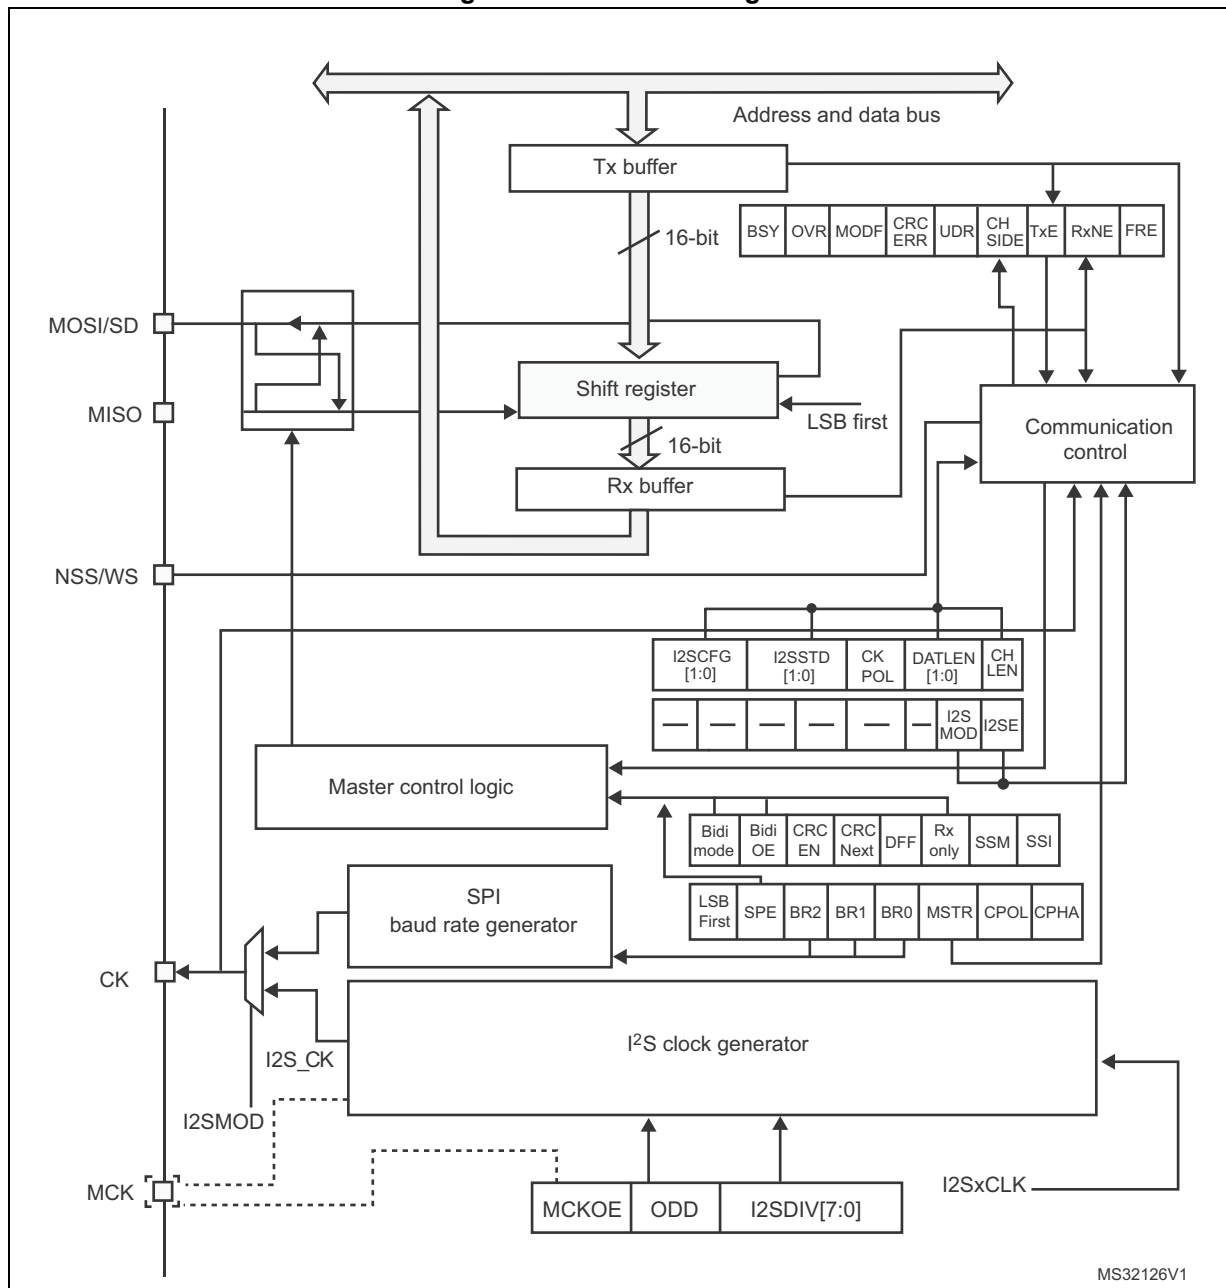 Address and data bus
Tx buffer
16-bit
BSY OVR MODF CRC ERR UDR CH SIDE TxE RxNE FRE
MOSI/SD
Shift register
MISO
LSB first
Communication
control
16-bit
Rx buffer
NSS/WS
I2SCFG [1:0] I2SSTD [1:0] CK POL DATLEN [1:0] CH LEN
— — — — — — I2S MOD I2SE
Master control logic
Bidi mode Bidi OE CRC EN CRC Next DFF Rx only SSM SSI
SPI
baud rate generator
LSB First SPE BR2 BR1 BR0 MSTR CPOL CPHA
CK
I²S clock generator
I2S_CK
I2SMOD
MCK
I2SxCLK
MCKOE ODD I2SDIV[7:0]
MS32126V1